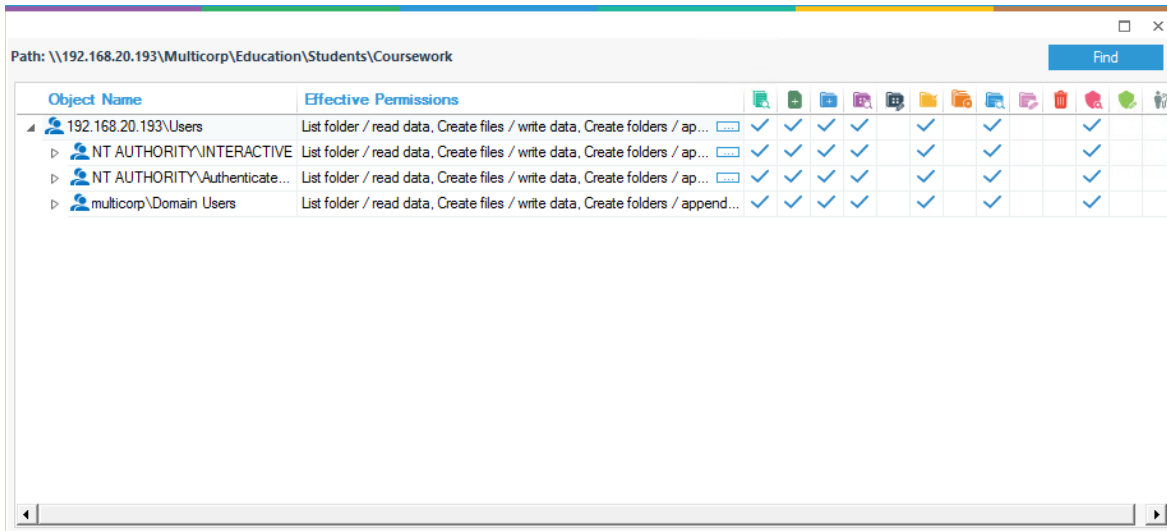 Path: \\192.168.20.193\Multicorp\Education\Students\Coursework
Find
Object Name Effective Permissions
192.168.20.193\Users List folder / read data, Create files / write data, Create folders / ap... ...
NT AUTHORITY\INTERACTIVE List folder / read data, Create files / write data, Create folders / ap... ...
NT AUTHORITY\Authenticate... List folder / read data, Create files / write data, Create folders / ap... ...
multicorp\Domain Users List folder / read data, Create files / write data, Create folders / append...